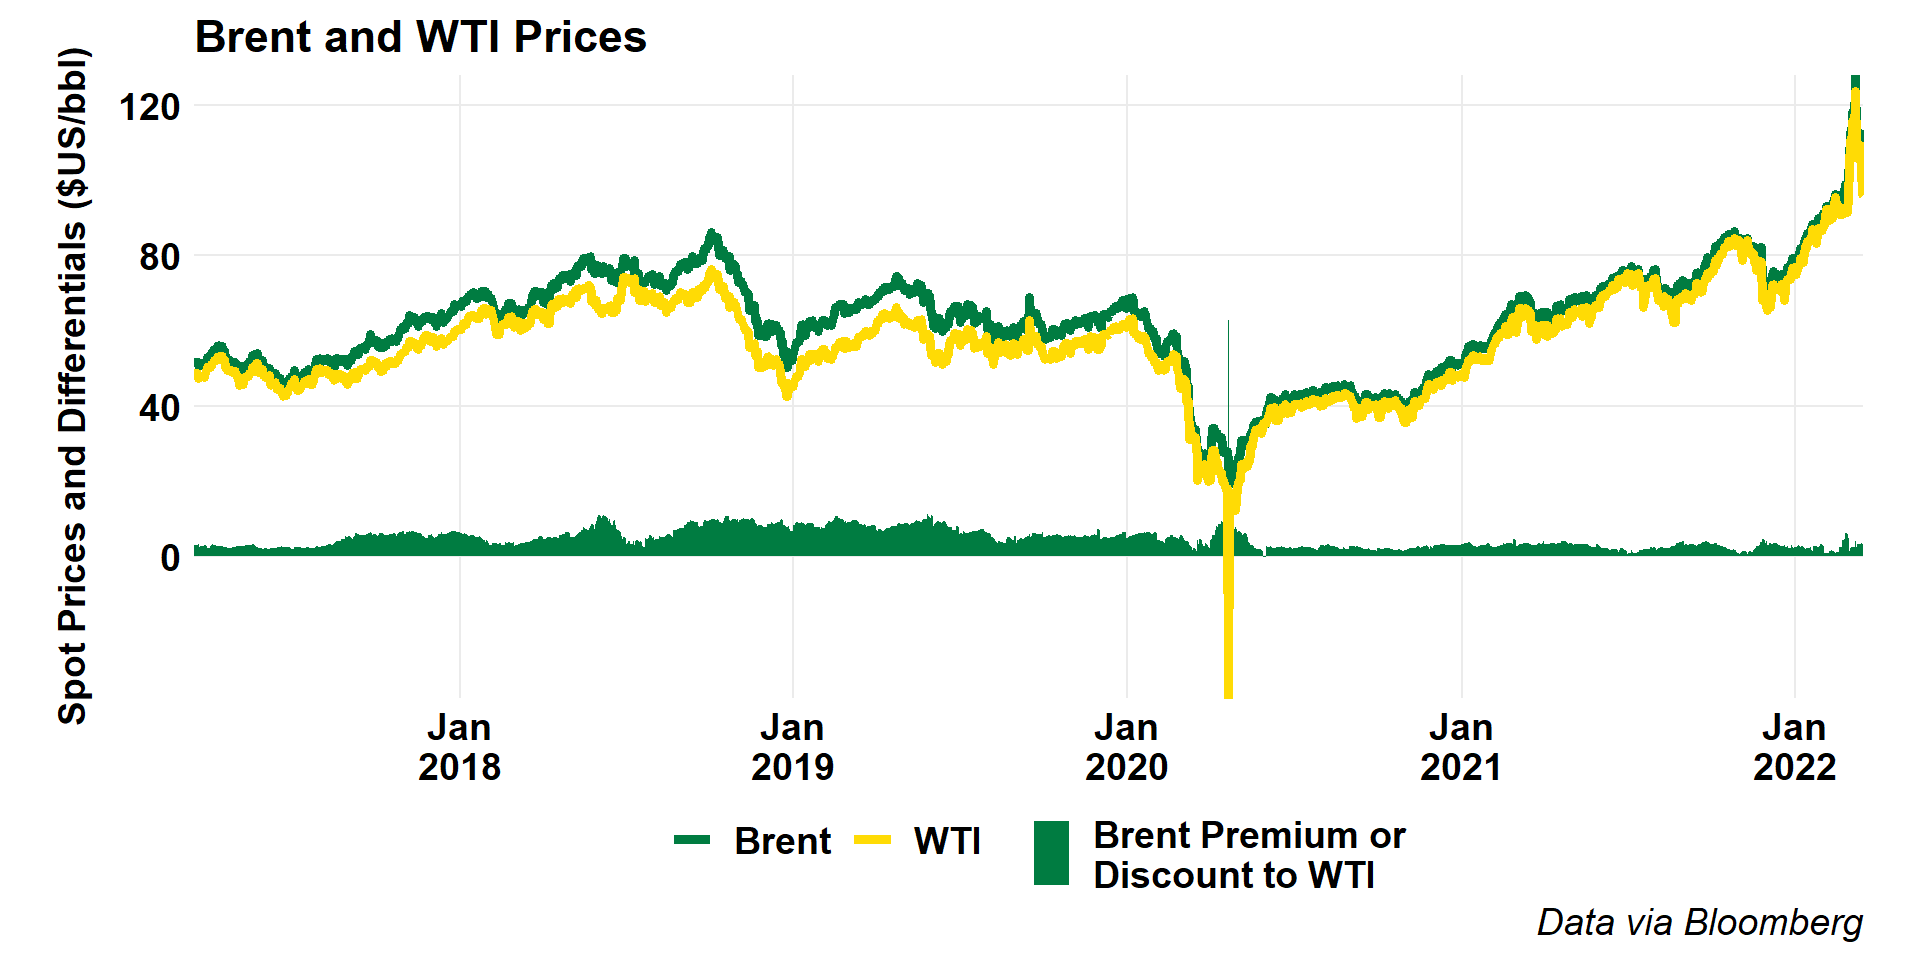 Brent and WTI Prices
Spot Prices and Differentials ($US/bbl)
120
80
40
0
Jan
2018
Jan
2019
Jan
2020
Jan
2021
Jan
2022
Brent
WTI
Brent Premium or
Discount to WTI
Data via Bloomberg